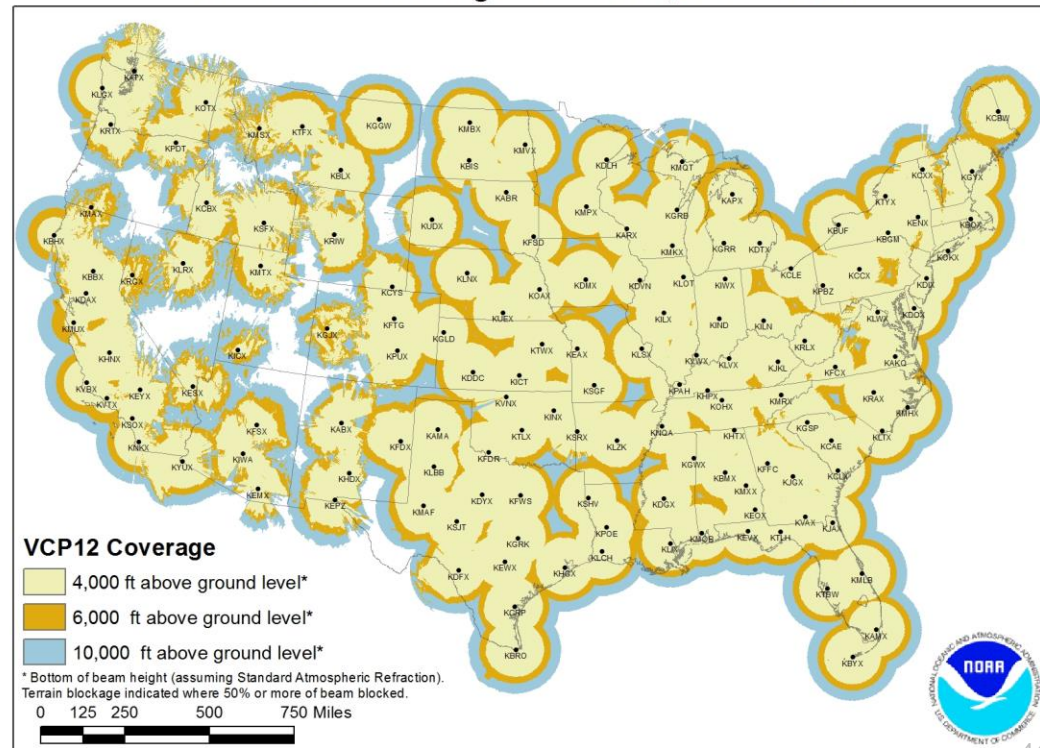 VCP12 Coverage
4,000 ft above ground level*
6,000 ft above ground level*
10,000 ft above ground level*
* Bottom of beam height (assuming Standard Atmospheric Refraction).
Terrain blockage indicated where 50% or more of beam blocked.
0 125 250 500 750 Miles
KATX
KLGX
KOTX
KRTX
KPDT
KMSX
KTFX
KGGW
KBLX
KMBX
KMVX
KBIS
KABR
KDLH
KMQT
KMPX
KGRB
KAPX
KCBW
KCXX
KGYX
KTYX
KENX
KBOX
KBUF
KBGM
KOKX
KMAX
KBHX
KCBX
KSFX
KRIW
KUDX
KFSD
KARX
KMKX
KGRR
KDTX
KCLE
KCCX
KPBZ
KDIX
KBBX
KRGX
KLRX
KMTX
KCYS
KLNX
KOAX
KDMX
KDVN
KLOT
KIWX
KDAX
KMUX
KHNX
KICX
KGJX
KFTG
KPUX
KGLD
KUEX
KTWX
KEAX
KLSX
KILX
KIND
KILN
KRLX
KLWX
KDOX
KVBX
KVTX
KEYX
KESX
KSOX
KNKX
KYUX
KFSX
KIWA
KEMX
KABX
KHDX
KEPZ
KDDC
KICT
KVNX
KINX
KSGF
KSRX
KLZK
KPAH
KLVX
KJKL
KFCX
KAKQ
KRAX
KMHX
KHPX
KOHX
KMRX
KNQA
KHTX
KGSP
KCAE
KLTX
KFDX
KAMA
KLBB
KTLX
KFDR
KMAF
KSJT
KDYX
KFWS
KGRK
KDFX
KEWX
KCRP
KBRO
KHGX
KSHV
KPOE
KLCH
KDGX
KGWX
KBMX
KMXX
KFFC
KJGX
KCLX
KEOX
KVAX
KJAX
KLIX
KMOB
KEVX
KTLH
KTBW
KMLB
KAMX
KBYX
NATIONAL OCEANIC AND ATMOSPHERIC ADMINISTRATION
NOAA
U.S. DEPARTMENT OF COMMERCE